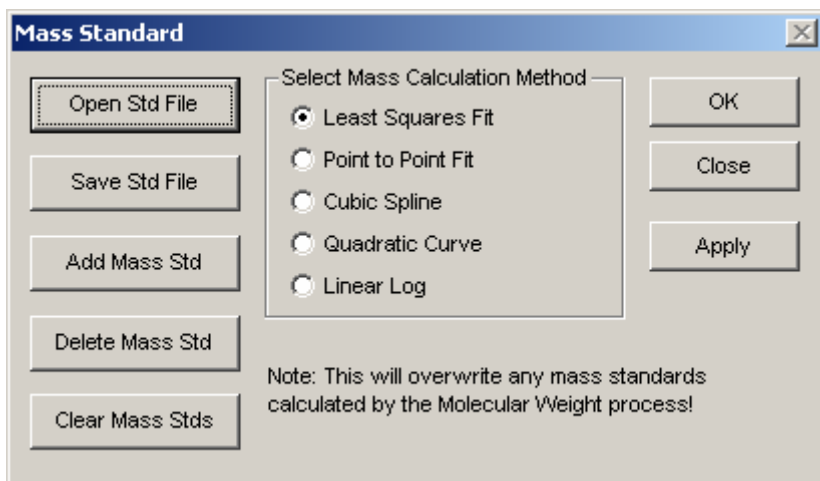 Mass Standard
Open Std File
Save Std File
Add Mass Std
Delete Mass Std
Clear Mass Stds
Select Mass Calculation Method
Least Squares Fit
Point to Point Fit
Cubic Spline
Quadratic Curve
Linear Log
OK
Close
Apply
Note: This will overwrite any mass standards
calculated by the Molecular Weight process!